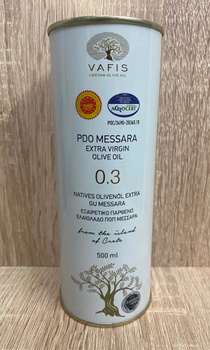 VAFIS
CRETAN OLIVE OIL
AGROCERT
PDO MESSARA
EXTRA VIRGIN
OLIVE OIL
0.3
NATIVES OLIVENÖL EXTRA
GU MESSARA
ΕΞΑΙΡΕΤΙΚΟ ΠΑΡΘΕΝΟ
ΕΛΑΙΟΛΑΔΟ ΠΟΠ ΜΕΣΣΑΡΑ
from the island
of Crete
500 ml